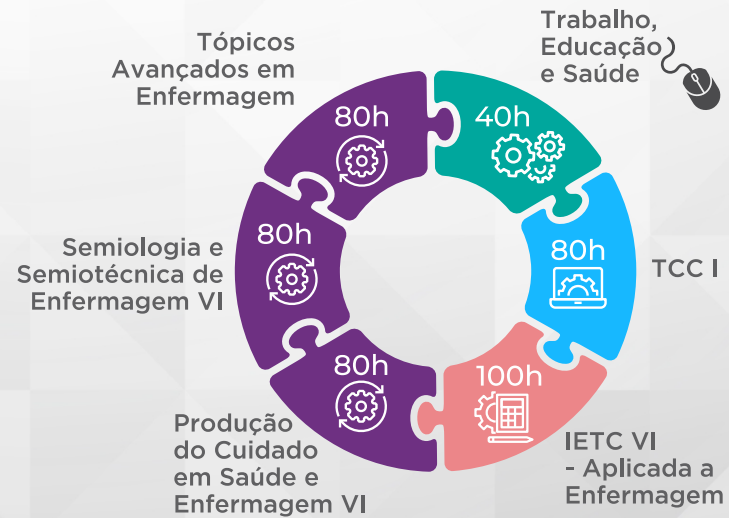 Trabalho,
Educação
e Saúde
40h
80h
TCC I
100h
IETC VI
- Aplicada a
Enfermagem
80h
Produção
do Cuidado
em Saúde e
Enfermagem VI
80h
Semiologia e
Semiotécnica de
Enfermagem VI
80h
Tópicos
Avançados em
Enfermagem